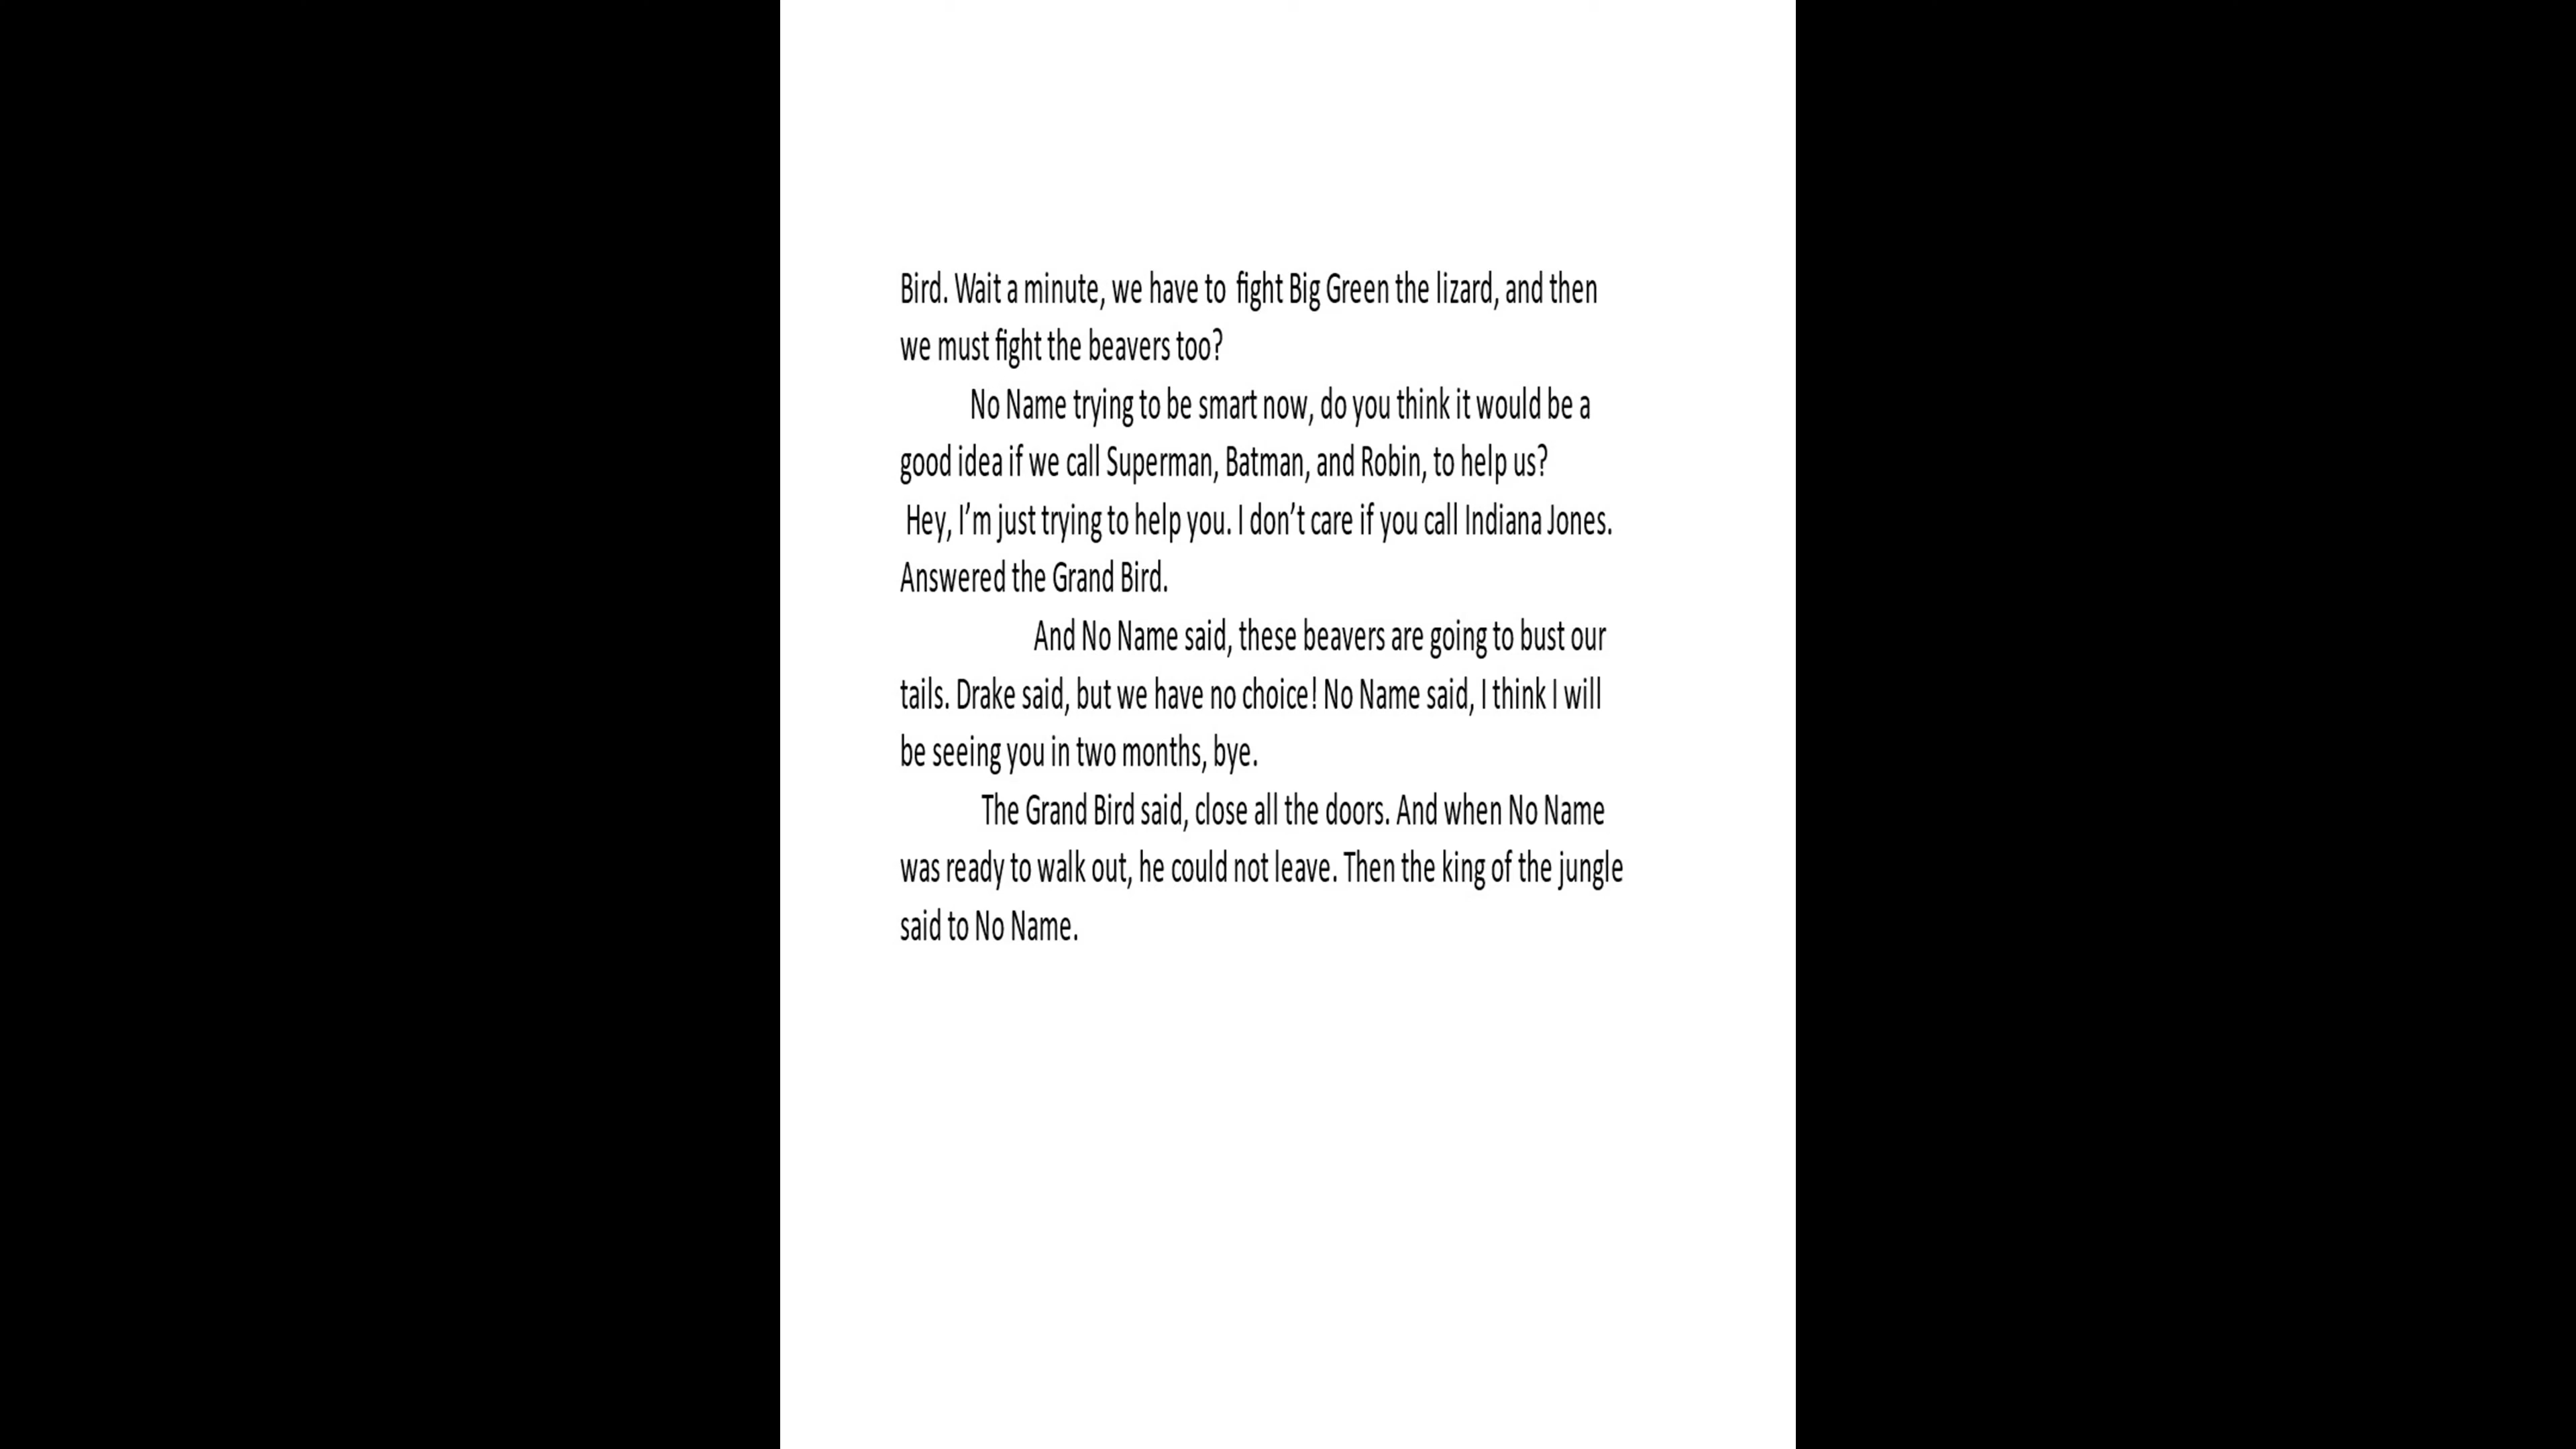 Bird. Wait a minute, we have to fight Big Green the lizard, and then
we must fight the beavers too?
No Name trying to be smart now, do you think it would be a
good idea if we call Superman, Batman, and Robin, to help us?
Hey, I’m just trying to help you. I don’t care if you call Indiana Jones.
Answered the Grand Bird.
And No Name said, these beavers are going to bust our
tails. Drake said, but we have no choice! No Name said, I think I will
be seeing you in two months, bye.
The Grand Bird said, close all the doors. And when No Name
was ready to walk out, he could not leave. Then the king of the jungle
said to No Name.